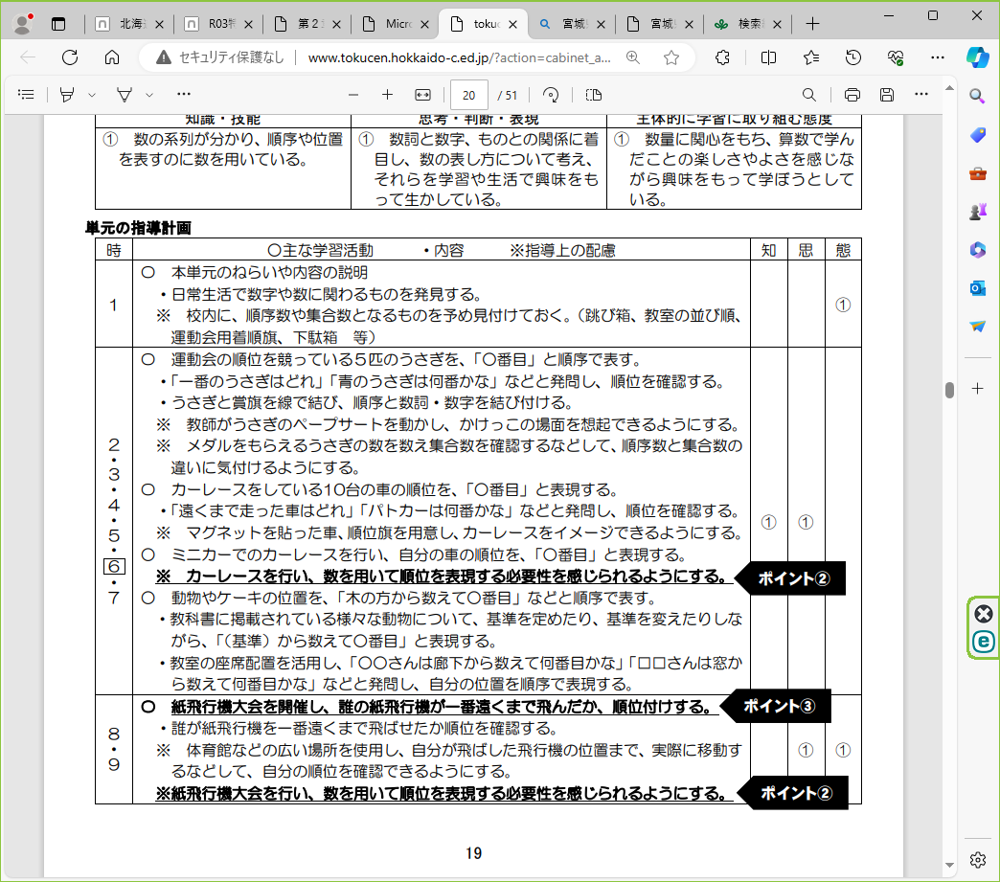 北海
R03特
第２
Micr
tokuc
宮城
宮城
検索
セキュリティ保護なし
www.tokucen.hokkaido-c.ed.jp/?action=cabinet_a...
20 / 51
知識・技能 思考・判断・表現 主体的に学習に取り組む態度
① 数の系列が分かり、順序や位置を表すのに数を用いている。
① 数詞と数字、ものとの関係に着目し、数の表し方について考え、それらを学習や生活で興味をもって生かしている。
① 数量に関心をもち、算数で学んだことの楽しさやよさを感じながら興味をもって学ぼうとしている。
単元の指導計画
時 〇主な学習活動 ・内容 ※指導上の配慮 知 思 態
1
〇 本単元のねらいや内容の説明
・日常生活で数字や数に関わるものを発見する。
※ 校内に、順序数や集合数となるものを予め見付けておく。（跳び箱、教室の並び順、
運動会用着順旗、下駄箱 等）
①
2・3・4・5・6・7
〇 運動会の順位を競っている５匹のうさぎを、「〇番目」と順序で表す。
・「一番のうさぎはどれ」「青のうさぎは何番かな」などと発問し、順位を確認する。
・うさぎと賞旗を線で結び、順序と数詞・数字を結び付ける。
※ 教師がうさぎのペープサートを動かし、かけっこの場面を想起できるようにする。
※ メダルをもらえるうさぎの数を数え集合数を確認するなどして、順序数と集合数の
違いに気付けるようにする。
〇 カーレースをしている10台の車の順位を、「〇番目」と表現する。
・「遠くまで走った車はどれ」「パトカーは何番かな」などと発問し、順位を確認する。
※ マグネットを貼った車、順位旗を用意し、カーレースをイメージできるようにする。
① ①
〇 ミニカーでのカーレースを行い、自分の車の順位を、「〇番目」と表現する。
※ カーレースを行い、数を用いて順位を表現する必要性を感じられるようにする。 ポイント②
〇 動物やケーキの位置を、「木の方から数えて〇番目」などと順序で表す。
・教科書に掲載されている様々な動物について、基準を定めたり、基準を変えたりしな
がら、「（基準）から数えて〇番目」と表現する。
・教室の座席配置を活用し、「〇〇さんは廊下から数えて何番目かな」「□□さんは窓か
ら数えて何番目かな」などと発問し、自分の位置を順序で表現する。
8・9
〇 紙飛行機大会を開催し、誰の紙飛行機が一番遠くまで飛んだか、順位付けする。 ポイント③
・誰が紙飛行機を一番遠くまで飛ばせたか順位を確認する。
※ 体育館などの広い場所を使用し、自分が飛ばした飛行機の位置まで、実際に移動す
るなどして、自分の順位を確認できるようにする。
① ①
※紙飛行機大会を行い、数を用いて順位を表現する必要性を感じられるようにする。 ポイント②
19